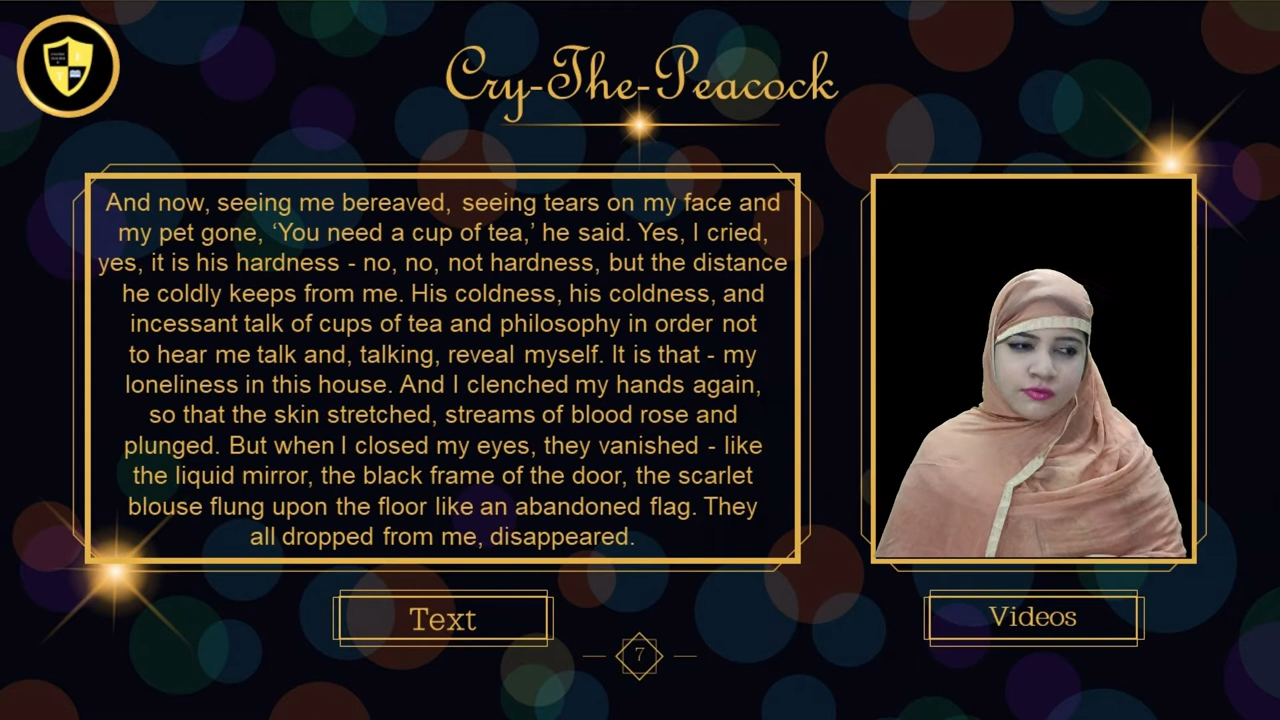 Cry-The-Peacock
And now, seeing me bereaved, seeing tears on my face and
my pet gone, ‘You need a cup of tea,’ he said. Yes, I cried,
yes, it is his hardness - no, no, not hardness, but the distance
he coldly keeps from me. His coldness, his coldness, and
incessant talk of cups of tea and philosophy in order not
to hear me talk and, talking, reveal myself. It is that - my
loneliness in this house. And I clenched my hands again,
so that the skin stretched, streams of blood rose and
plunged. But when I closed my eyes, they vanished - like
the liquid mirror, the black frame of the door, the scarlet
blouse flung upon the floor like an abandoned flag. They
all dropped from me, disappeared.
Text
Videos
7